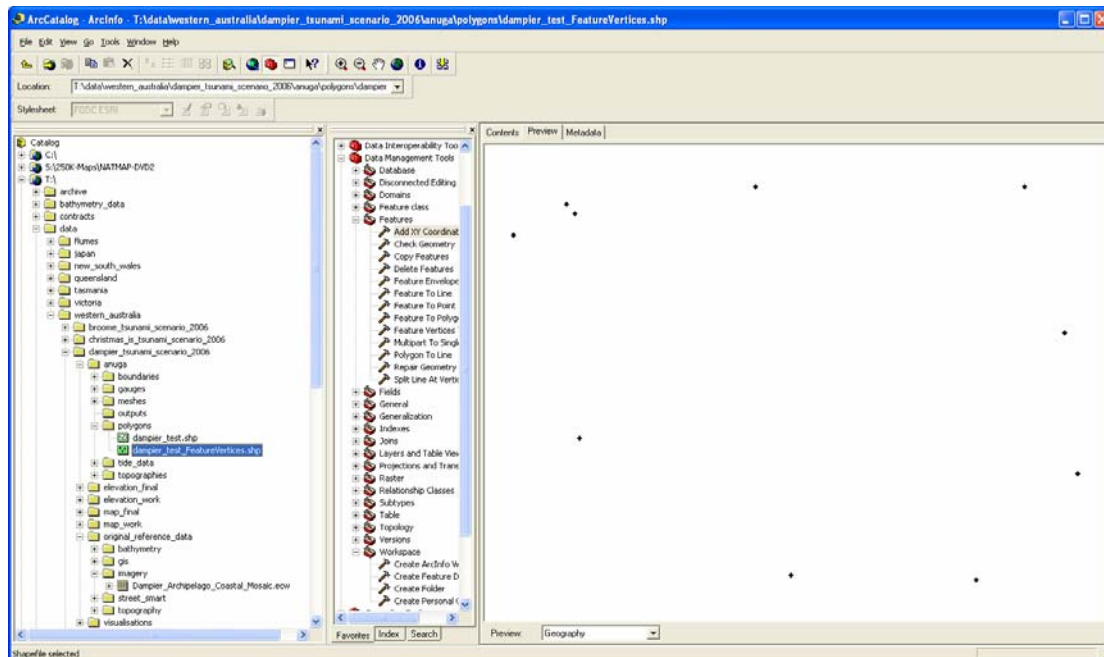 ArcCatalog - ArcInfo - T:\data\western_australia\dampier_tsunami_scenario_2006\anuga\polygons\dampier_test_FeatureVertices.shp
File Edit View Go Tools Window Help
Location: T:\data\western_australia\dampier_tsunami_scenario_2006\anuga\polygons\dampier
Stylesheet: FGDC ESRI
Catalog
C:\
S:\250K-Maps\NATMAP-DVD2
T:\
archive
bathymetry_data
contracts
data
flumes
japan
new_south_wales
queensland
tasmania
victoria
western_australia
broome_tsunami_scenario_2006
christmas_is_tsunami_scenario_2006
dampier_tsunami_scenario_2006
anuga
boundaries
gauges
meshes
outputs
polygons
dampier_test.shp
dampier_test_FeatureVertices.shp
tide_data
topographies
elevation_final
elevation_work
map_final
map_work
original_reference_data
bathymetry
gis
imagery
Dampier_Archipelago_Coastal_Mosaic.ecw
street_smart
topography
visualisations
Data Interoperability Too
Data Management Tools
Database
Disconnected Editing
Domains
Feature class
Features
Add XY Coordinat
Check Geometry
Copy Features
Delete Features
Feature Envelope
Feature To Line
Feature To Point
Feature To Polyg
Feature Vertices
Multipart To Singl
Polygon To Line
Repair Geometry
Split Line At Vertic
Fields
General
Generalization
Indexes
Joins
Layers and Table View
Projections and Trans
Raster
Relationship Classes
Subtypes
Table
Topology
Versions
Workspace
Create ArcInfo W
Create Feature D
Create Folder
Create Personal G
Favorites Index Search
Contents Preview Metadata
Preview: Geography
Shapefile selected